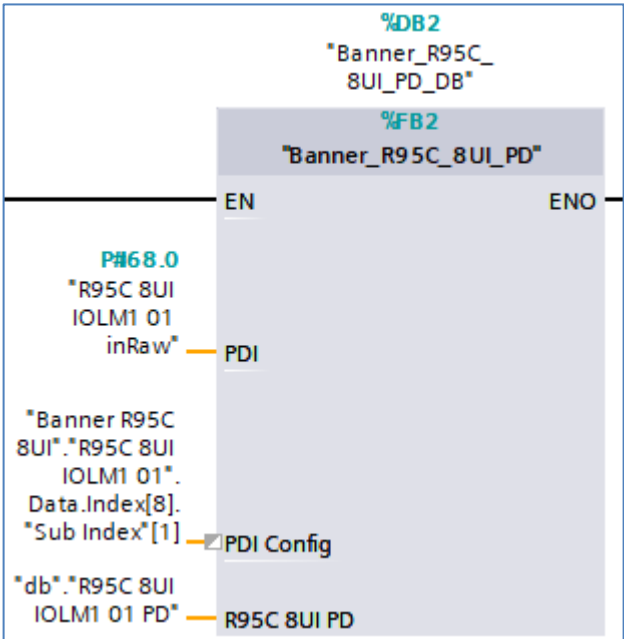 %DB2
"Banner_R95C_
8UI_PD_DB"
%FB2
"Banner_R95C_8UI_PD"
EN
ENO
P#I68.0
"R95C 8UI
IOLM1 01
inRaw"
PDI
"Banner R95C
8UI"."R95C 8UI
IOLM1 01".
Data.Index[8].
"Sub Index"[1]
PDI Config
"db"."R95C 8UI
IOLM1 01 PD"
R95C 8UI PD